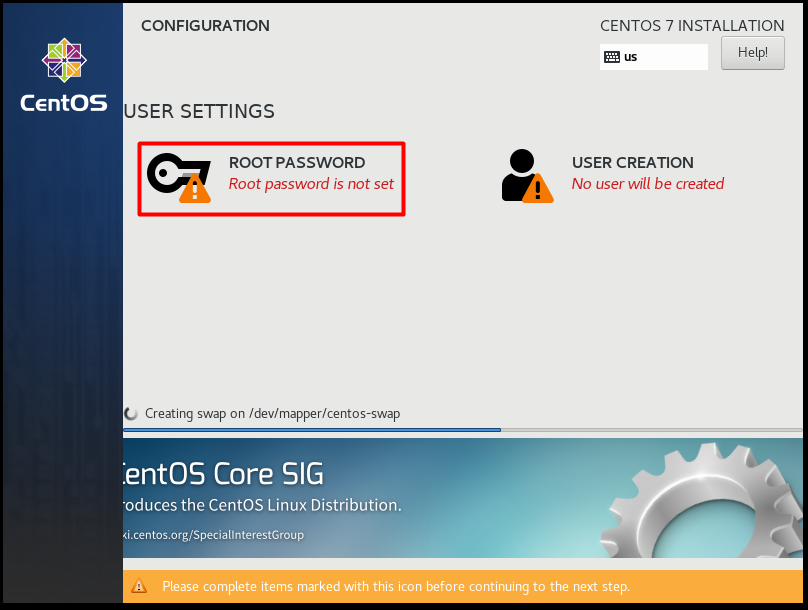 CentOS
CONFIGURATION
CENTOS 7 INSTALLATION
us
Help!
USER SETTINGS
ROOT PASSWORD
Root password is not set
USER CREATION
No user will be created
Creating swap on /dev/mapper/centos-swap
CentOS Core SIG
roduces the CentOS Linux Distribution.
ki.centos.org/SpecialInterestGroup
Please complete items marked with this icon before continuing to the next step.